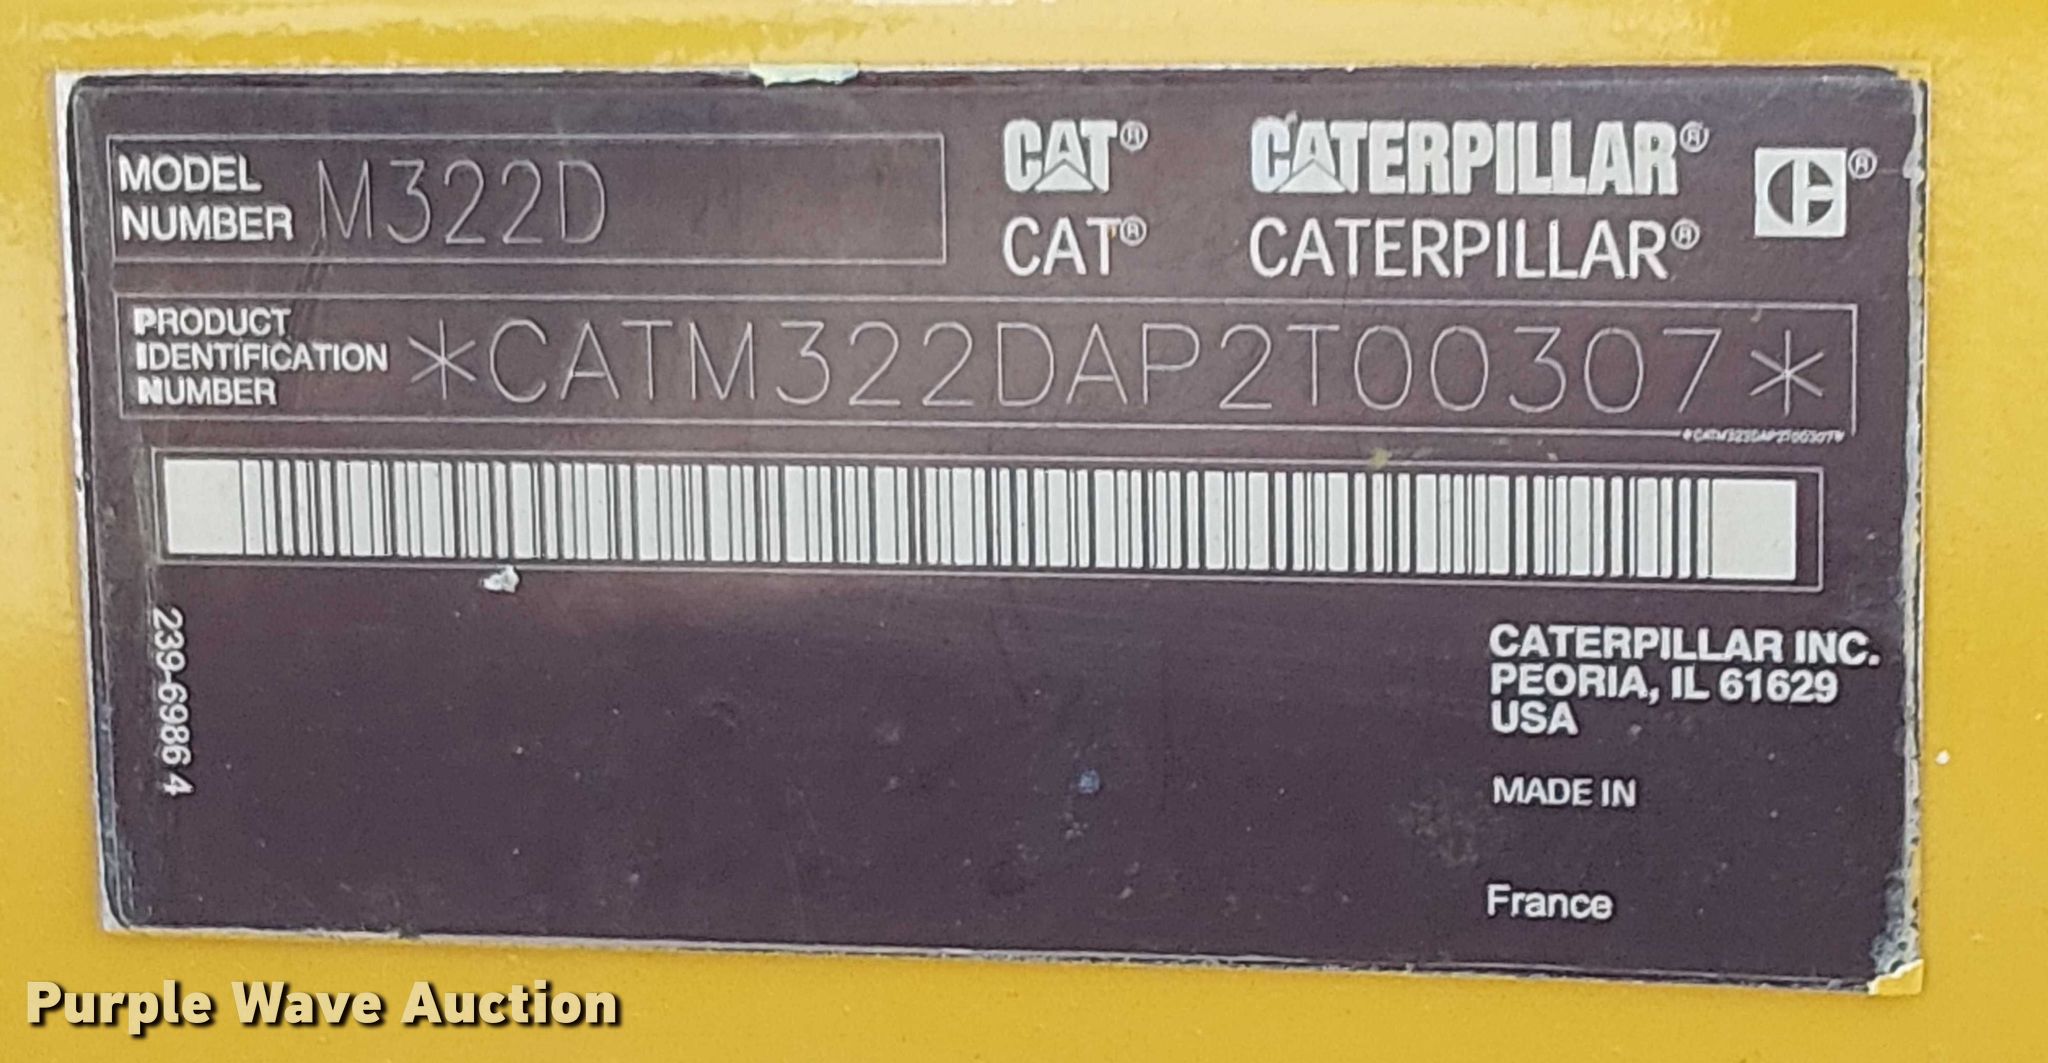 MODEL
NUMBER M322D
CAT® CATERPILLAR®
CAT® CATERPILLAR®
PRODUCT
IDENTIFICATION
NUMBER
*CATM322DAP2T00307*
*CATM322DAP2T00307*
239-6986 4
CATERPILLAR INC.
PEORIA, IL 61629
USA
MADE IN
France
Purple Wave Auction